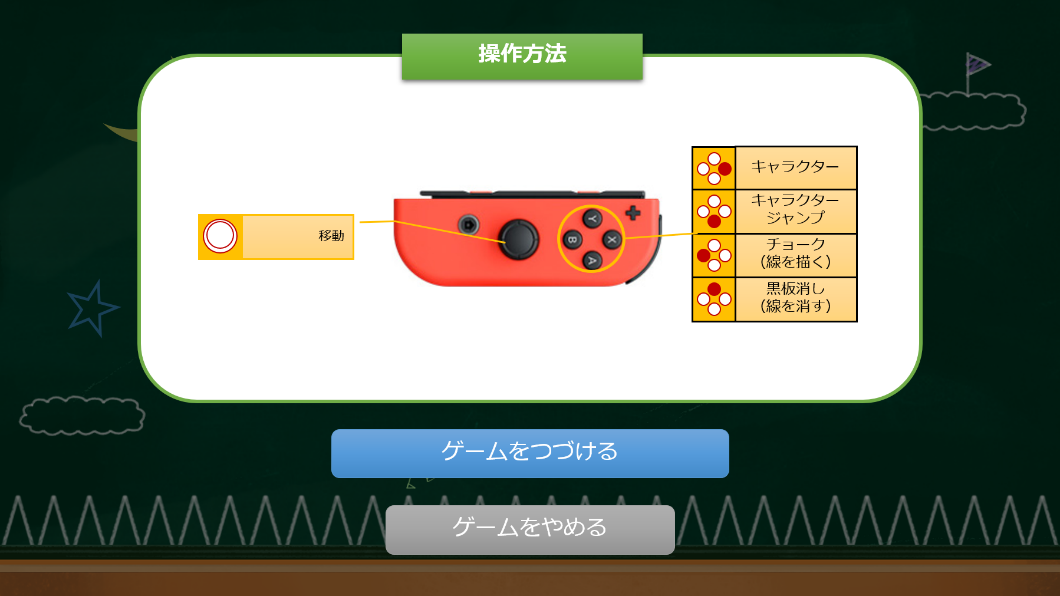 操作方法
移動
Y
B
X
A
キャラクター
キャラクター
ジャンプ
チョーク
（線を描く）
黒板消し
（線を消す）
ゲームをつづける
ゲームをやめる